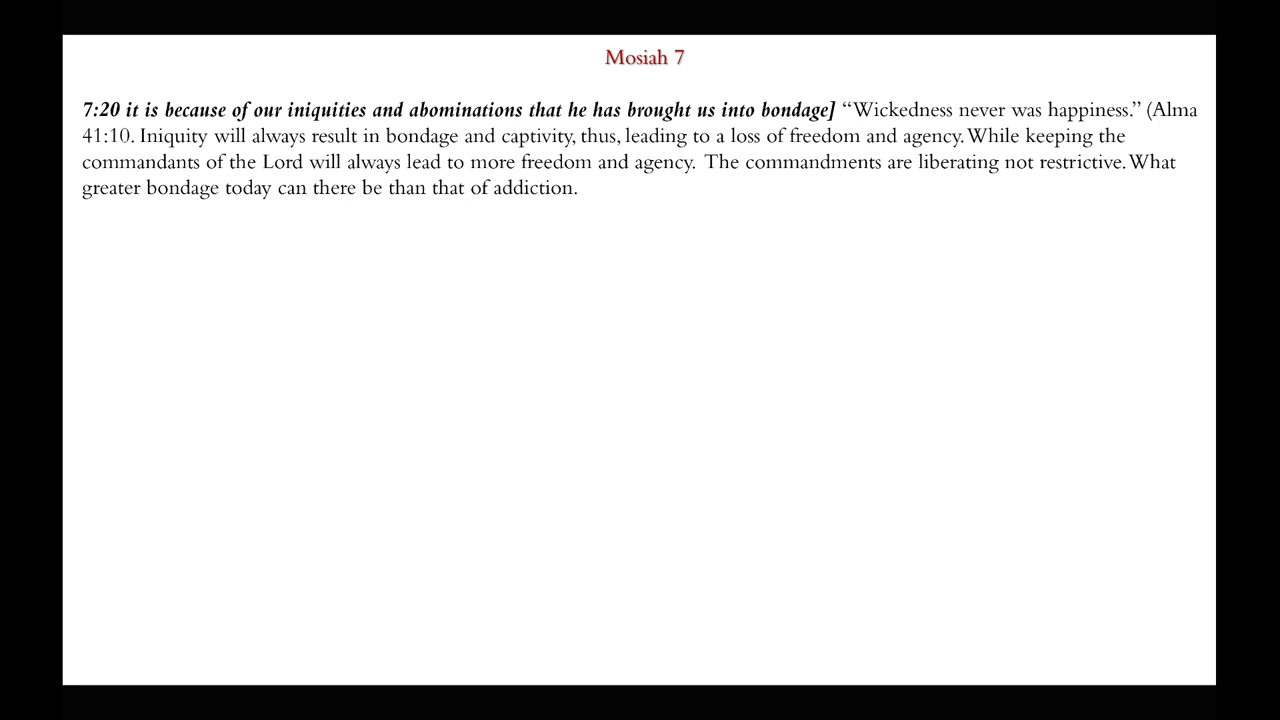 Mosiah 7
7:20 it is because of our iniquities and abominations that he has brought us into bondage] “Wickedness never was happiness.” (Alma
41:10. Iniquity will always result in bondage and captivity, thus, leading to a loss of freedom and agency. While keeping the
commandants of the Lord will always lead to more freedom and agency.  The commandments are liberating not restrictive. What
greater bondage today can there be than that of addiction.